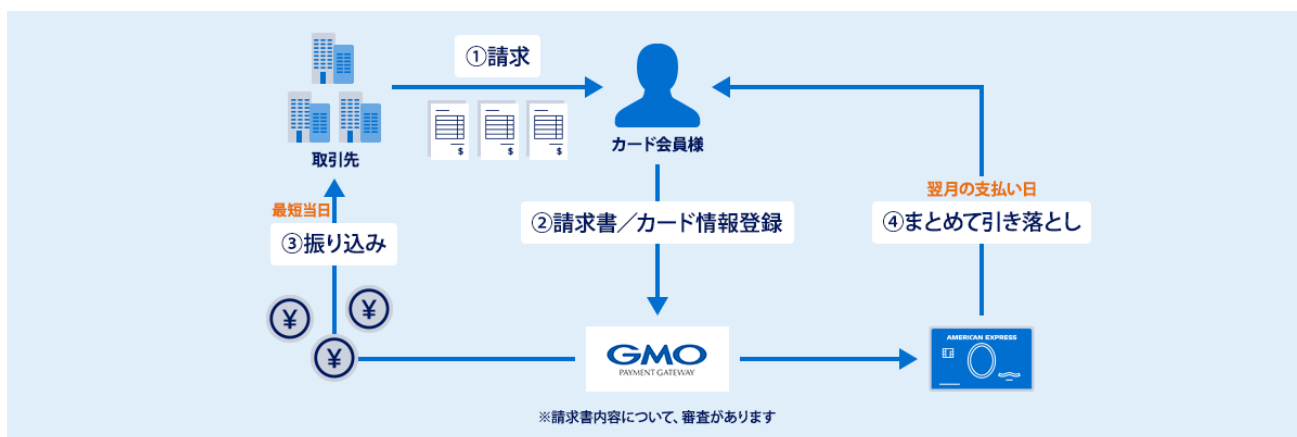 ①請求
$ $ $
取引先
カード会員様
最短当日
③振り込み
②請求書／カード情報登録
翌月の支払い日
④まとめて引き落とし
¥ ¥
¥
GMO
PAYMENT GATEWAY
AMERICAN EXPRESS
※請求書内容について、審査があります